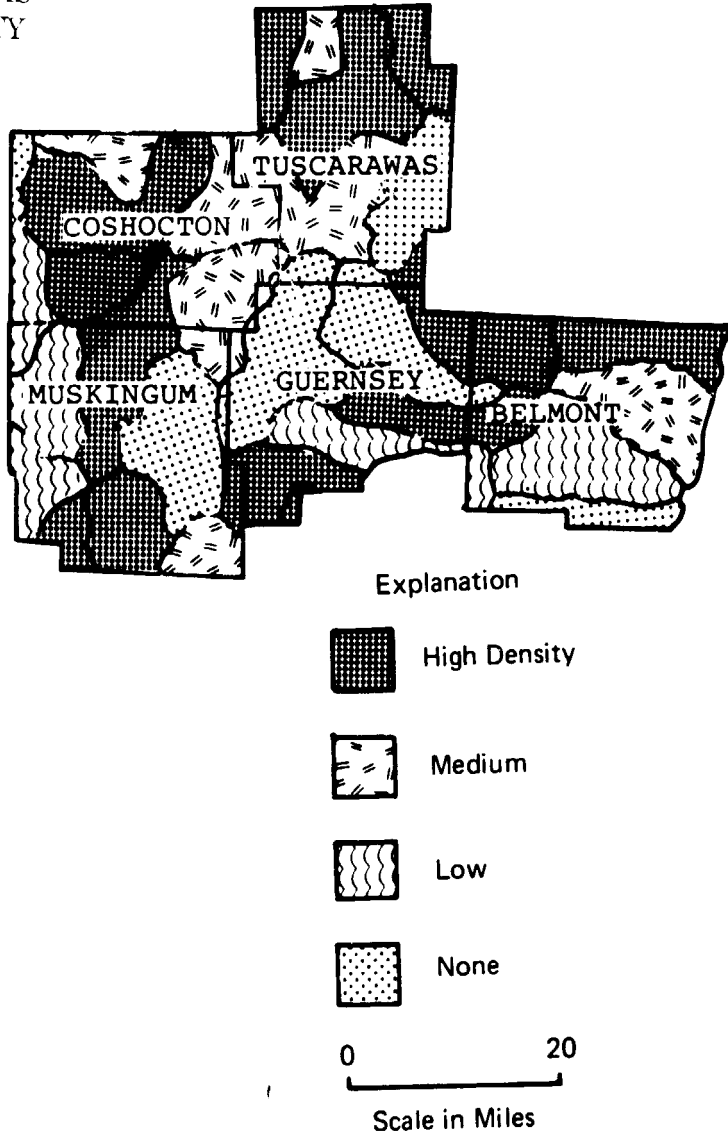 TUSCARAWAS
COSHOCTON
MUSKINGUM
GUERNSEY
BELMONT
Explanation
High Density
Medium
Low
None
0 20
Scale in Miles